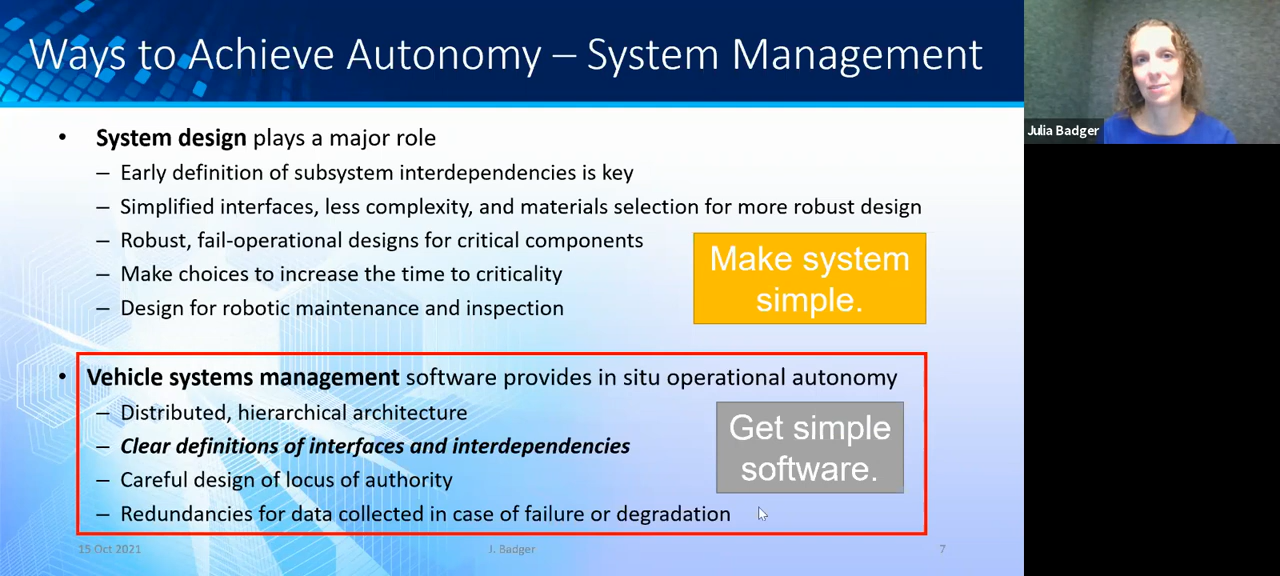 Ways to Achieve Autonomy – System Management
• System design plays a major role
– Early definition of subsystem interdependencies is key
– Simplified interfaces, less complexity, and materials selection for more robust design
– Robust, fail-operational designs for critical components
– Make choices to increase the time to criticality
– Design for robotic maintenance and inspection
Make system
simple.
• Vehicle systems management software provides in situ operational autonomy
– Distributed, hierarchical architecture
– Clear definitions of interfaces and interdependencies
– Careful design of locus of authority
– Redundancies for data collected in case of failure or degradation
Get simple
software.
15 Oct 2021
J. Badger
7
Julia Badger